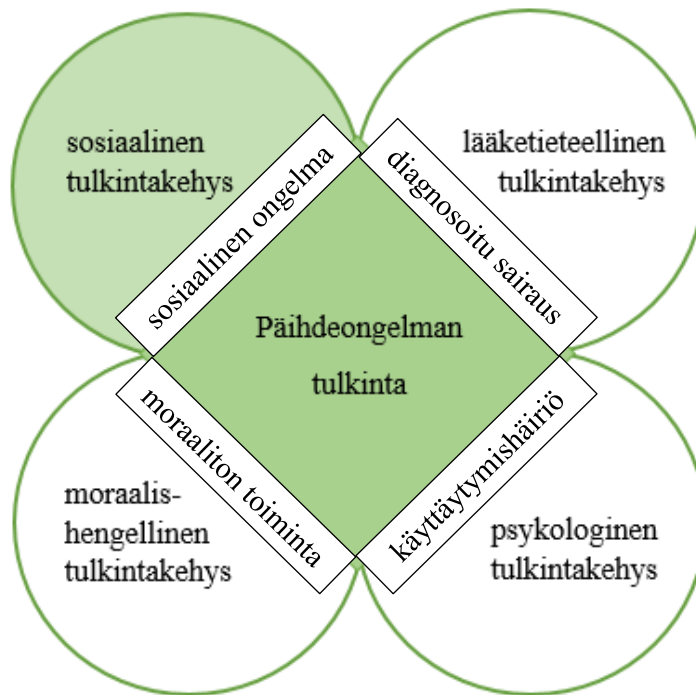 sosiaalinen
tulkintakehys
sosiaalinen ongelma
lääketieteellinen
tulkintakehys
diagnosoitu sairaus
Päihdeongelman
tulkinta
moraalis-
hengellinen
tulkintakehys
moraaliton toiminta
psykologinen
tulkintakehys
käyttäytymishäiriö